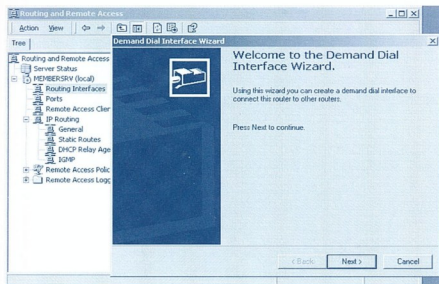 Routing and Remote Access
Action View
Tree
Routing and Remote Access
Server Status
MEMBERSRV (local)
Routing Interfaces
Ports
Remote Access Clier
IP Routing
General
Static Routes
DHCP Relay Age
IGMP
Remote Access Polic
Remote Access Logg
Demand Dial Interface Wizard
Welcome to the Demand Dial
Interface Wizard.
Using this wizard you can create a demand dial interface to
connect this router to other routers.
Press Next to continue.
< Back
Next >
Cancel